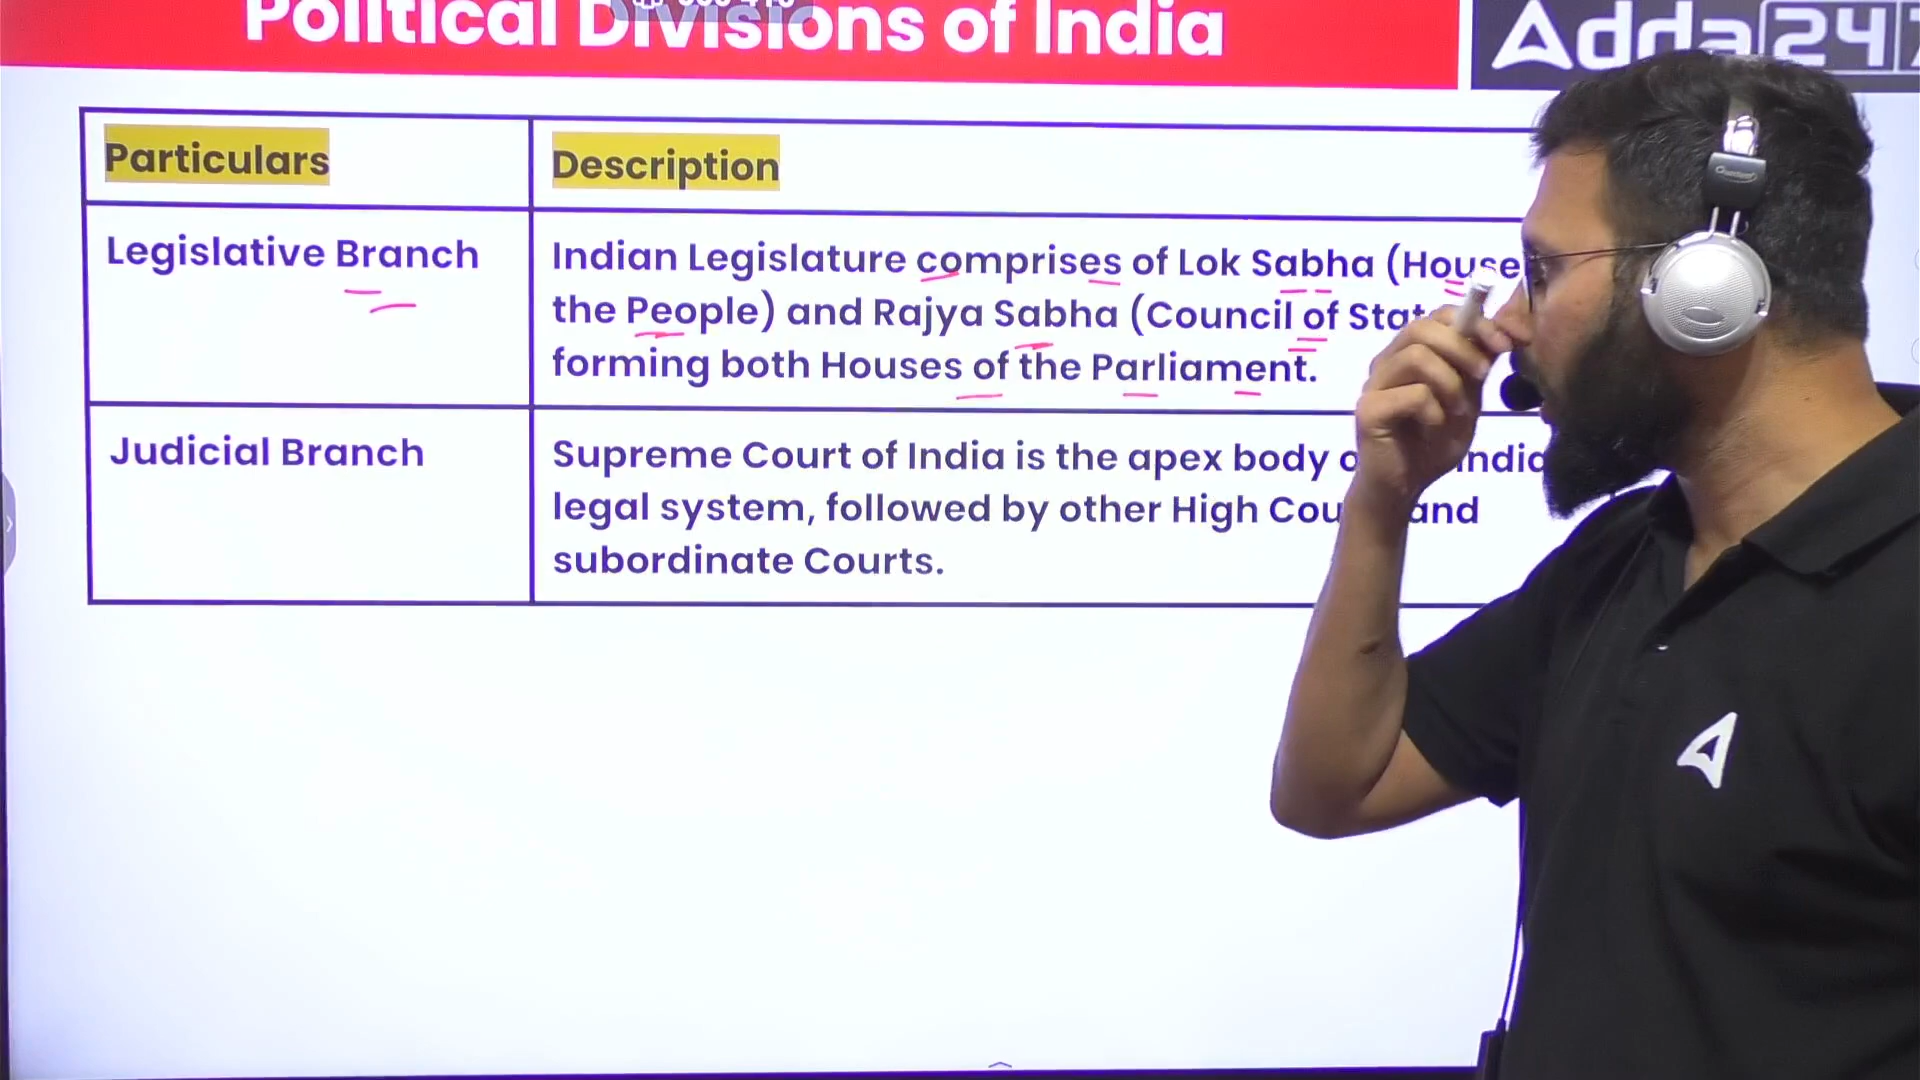 Political Divisions of India
Adda 247
Particulars
Description
Legislative Branch
Indian Legislature comprises of Lok Sabha (House
the People) and Rajya Sabha (Council of
forming both Houses of the Parliament.
Judicial Branch
Supreme Court of India is the apex body
legal system, followed by other High and
subordinate Courts.